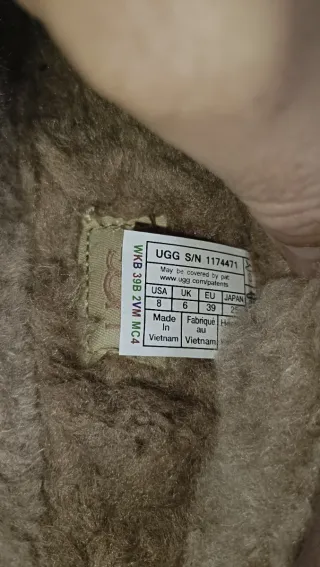 WKB 39B 2VM MC4
UGG S/N 1174471
May be covered by pat
www.ugg.com/patents
USA UK EU JAPAN
8 6 39
Made Fabriqué
In au
Vietnam Vietnam